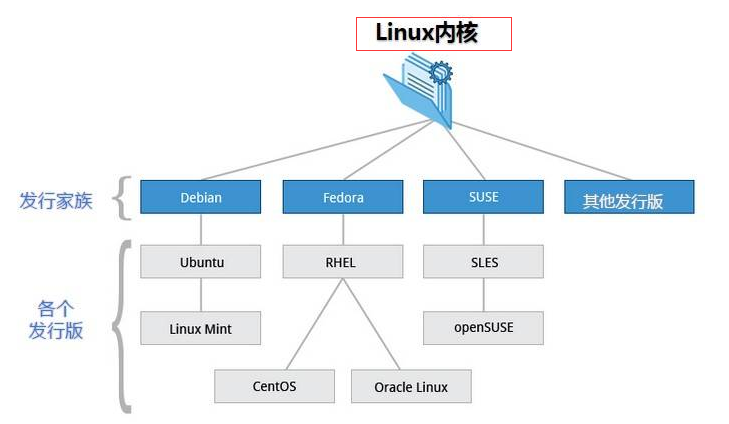 Linux内核
发行家族
Debian
Fedora
SUSE
其他发行版
各个
发行版
Ubuntu
RHEL
SLES
Linux Mint
openSUSE
CentOS
Oracle Linux